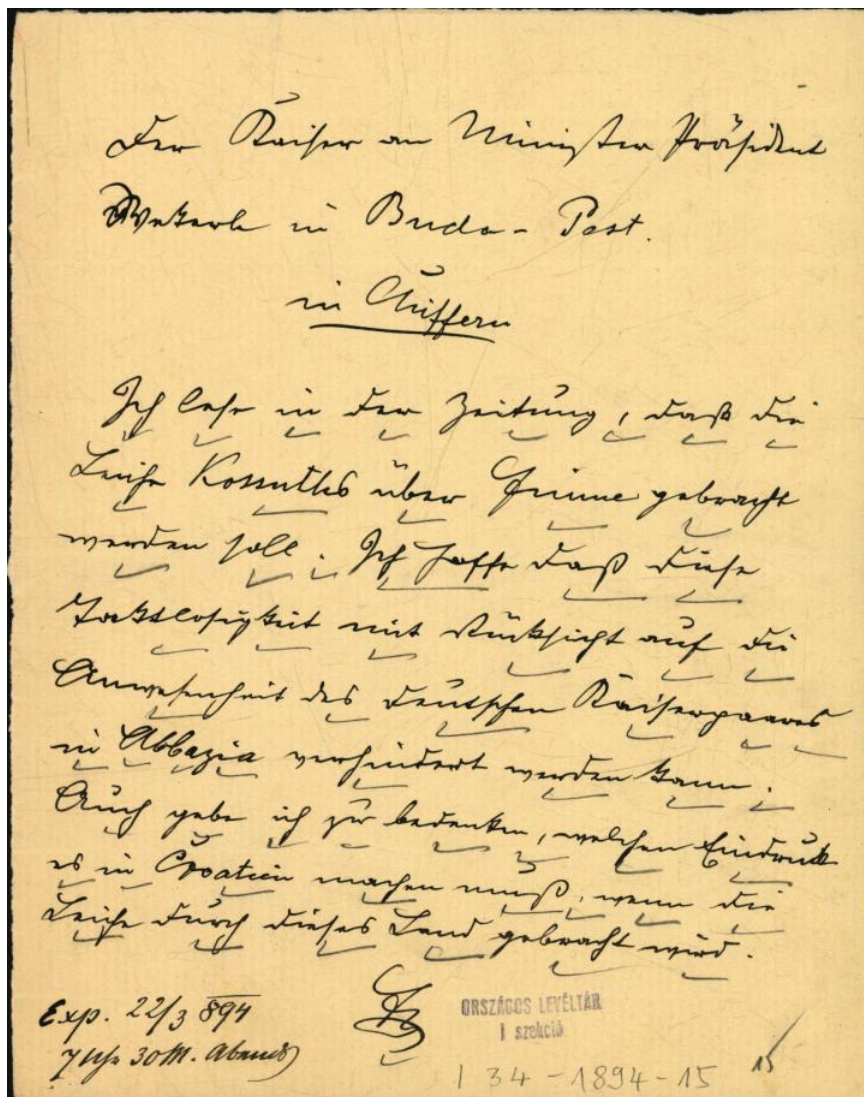 Der Kaiser an Minister Präsident
Wekerle in Buda-Pest.
in Chiffern
Ich lese in der Zeitung, daß die
Leiche Kossuths über Fiume gebracht
werden soll. Ich hoffe daß diese
Taktlosigkeit mit Rücksicht auf die
Anwesenheit des deutschen Kaiserpaares
in Abbazia verhindert werden kann.
Auch gebe ich zu bedenken, welchen Eindruck
es in Croatien machen muß, wenn die
Leiche durch dieses Land gebracht wird.
Exp. 22/3 894
7 Uhr 30 M. Abends
ORSZÁGOS LEVÉLTÁR
I szekció
I 34-1894-15
15